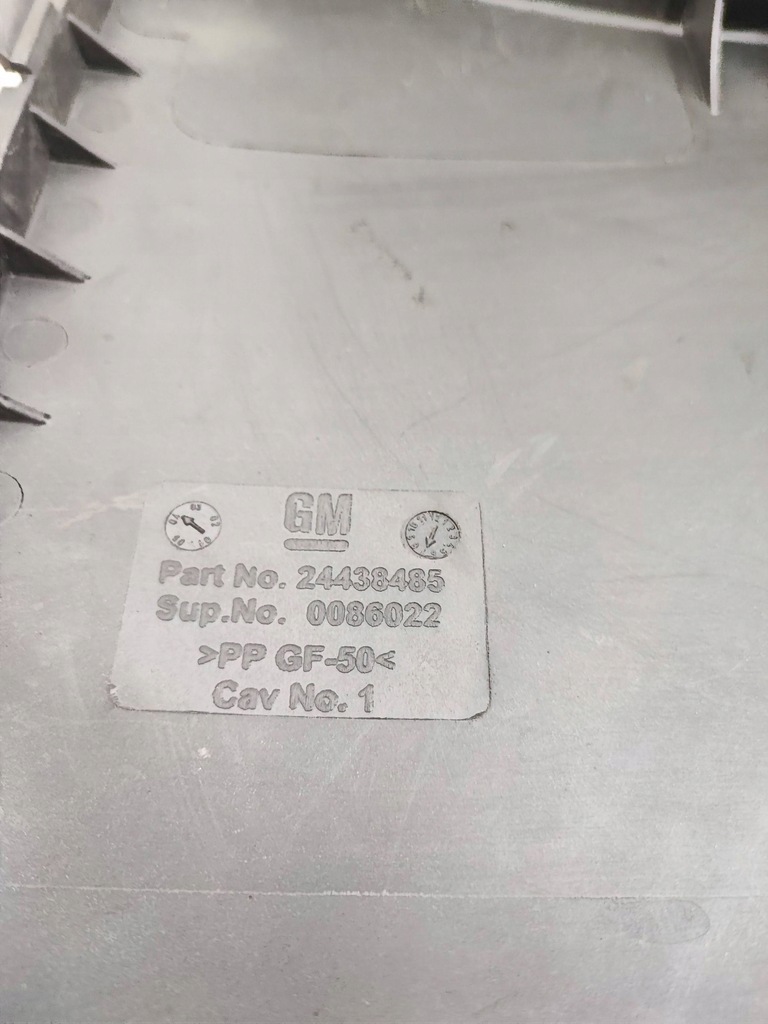 GM
Part No. 24438485
Sup.No. 0086022
>PP GF-50<
Cav No. 1